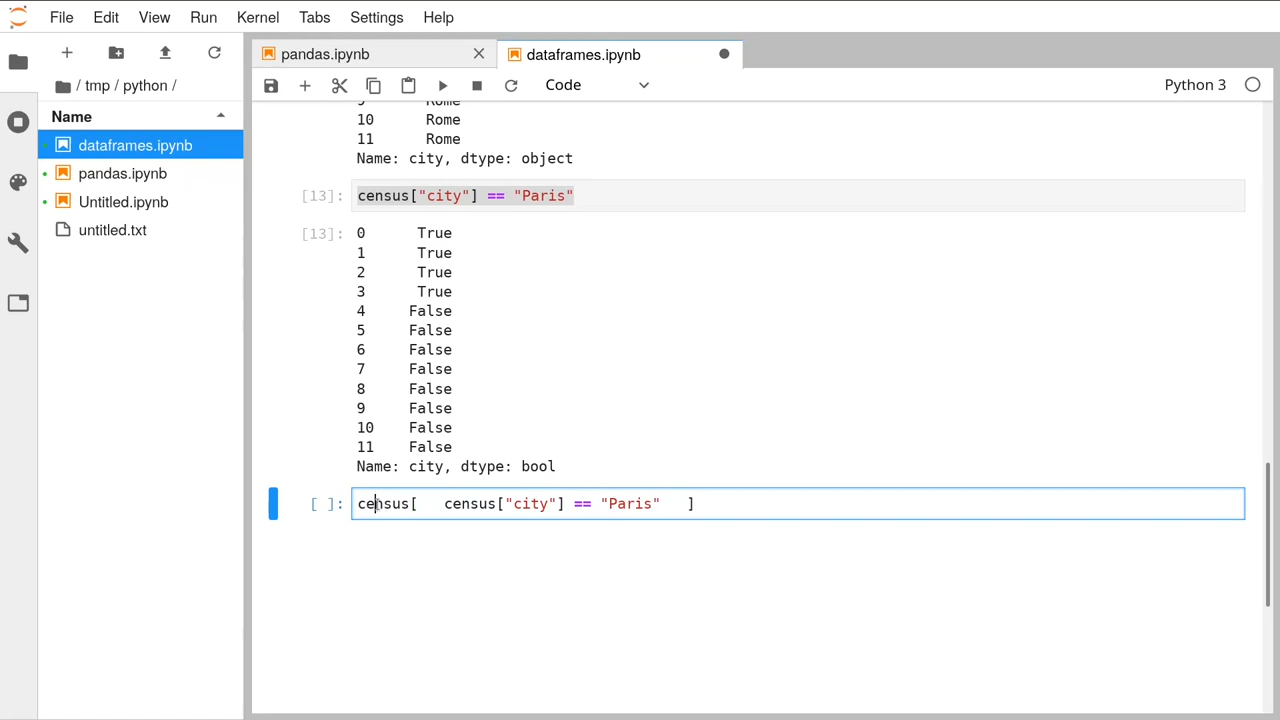 File Edit View Run Kernel Tabs Settings Help
pandas.ipynb
dataframes.ipynb
/ tmp / python /
Code
Python 3
Name
dataframes.ipynb
pandas.ipynb
Untitled.ipynb
untitled.txt
9 Rome
10 Rome
11 Rome
Name: city, dtype: object
[13]: census["city"] == "Paris"
[13]: 0 True
1 True
2 True
3 True
4 False
5 False
6 False
7 False
8 False
9 False
10 False
11 False
Name: city, dtype: bool
[ ]: census[   census["city"] == "Paris"   ]